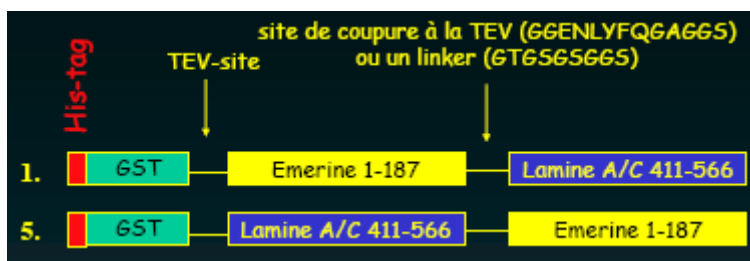 site de coupure à la TEV (GGENLYFQGAGGS)
ou un linker (GTGSGSGGS)
TEV-site
His-tag
1. GST Emerine 1-187 Lamine A/C 411-566
5. GST Lamine A/C 411-566 Emerine 1-187